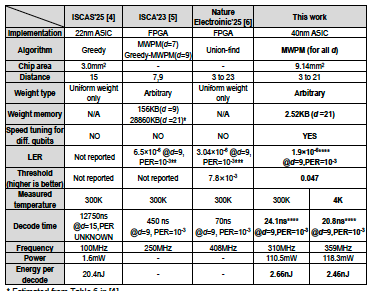 ISCAS'25 [4] ISCA'23 [5] Nature Electroinic'25 [6] This work
Implementation 22nm ASIC FPGA FPGA 40nm ASIC
Algorithm Greedy MWPM(d=7) Greedy-MWPM(d=9) Union-find MWPM (for all d)
Chip area 3.0mm² - - 9.14mm²
Distance 15 7,9 3 to 23 3 to 21
Weight type Uniform weight only Arbitrary Uniform weight only Arbitrary
Weight memory N/A 156KB(d =9) 28860KB (d =21)* N/A 2.52KB (d =21)
Speed tuning for diff. qubits NO NO NO YES
LER Not reported 6.5×10⁻⁶ @d=9, PER=10⁻³** 3.04×10⁻⁶ @d=9, PER=10⁻³*** 1.9×10⁻⁶**** @d=9,PER=10⁻³
Threshold (higher is better) Not reported Not reported 7.8×10⁻³ 0.047
Measured temperature 300K 300K 300K 300K 4K
Decode time 12750ns @d=15,PER UNKNOWN 450 ns @d=9, PER=10⁻³ 70ns @d=9, PER=10⁻³ 24.1ns**** @d=9,PER=10⁻³ 20.8ns**** @d=9,PER=10⁻³
Frequency 100MHz 250MHz 408MHz 310MHz 359MHz
Power 1.6mW - - 110.5mW 118.3mW
Energy per decode 20.4nJ - - 2.66nJ 2.46nJ
* Estimated from Table 6 in [4]